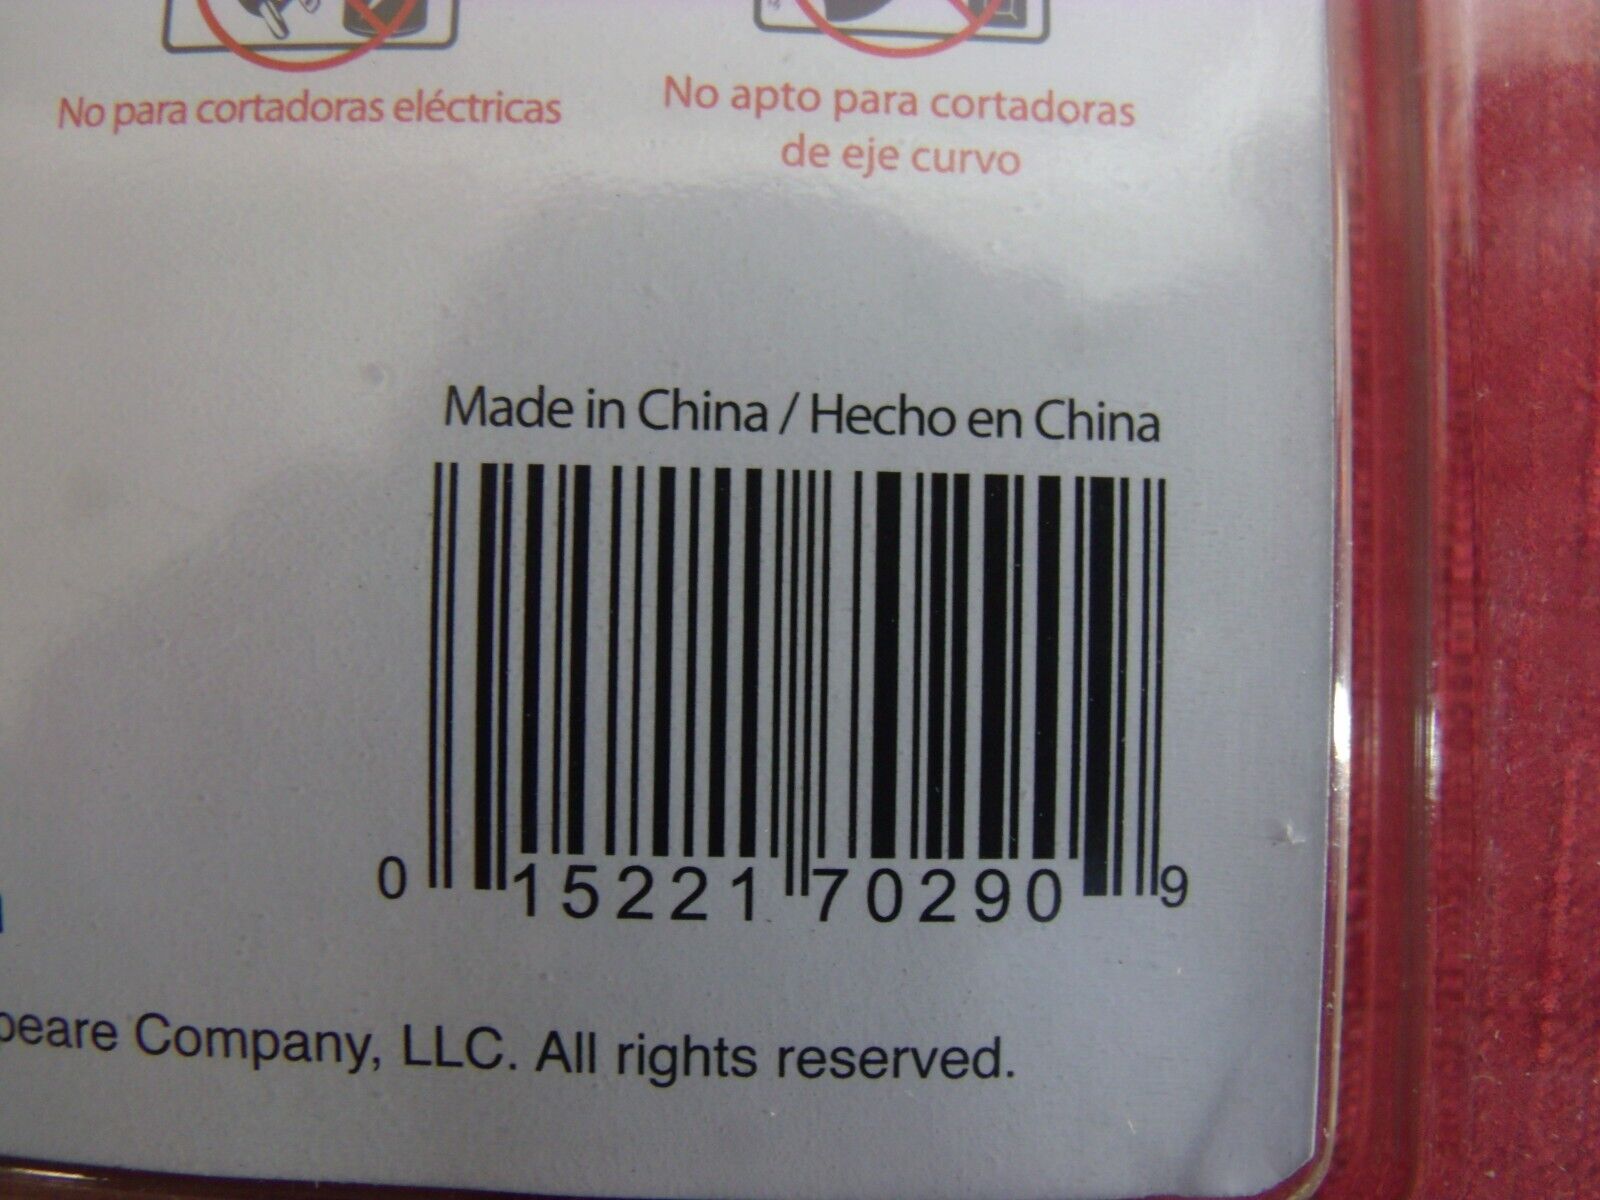 No para cortadoras eléctricas
No apto para cortadoras
de eje curvo
Made in China / Hecho en China
0 15221 70290 9
Company, LLC. All rights reserved.